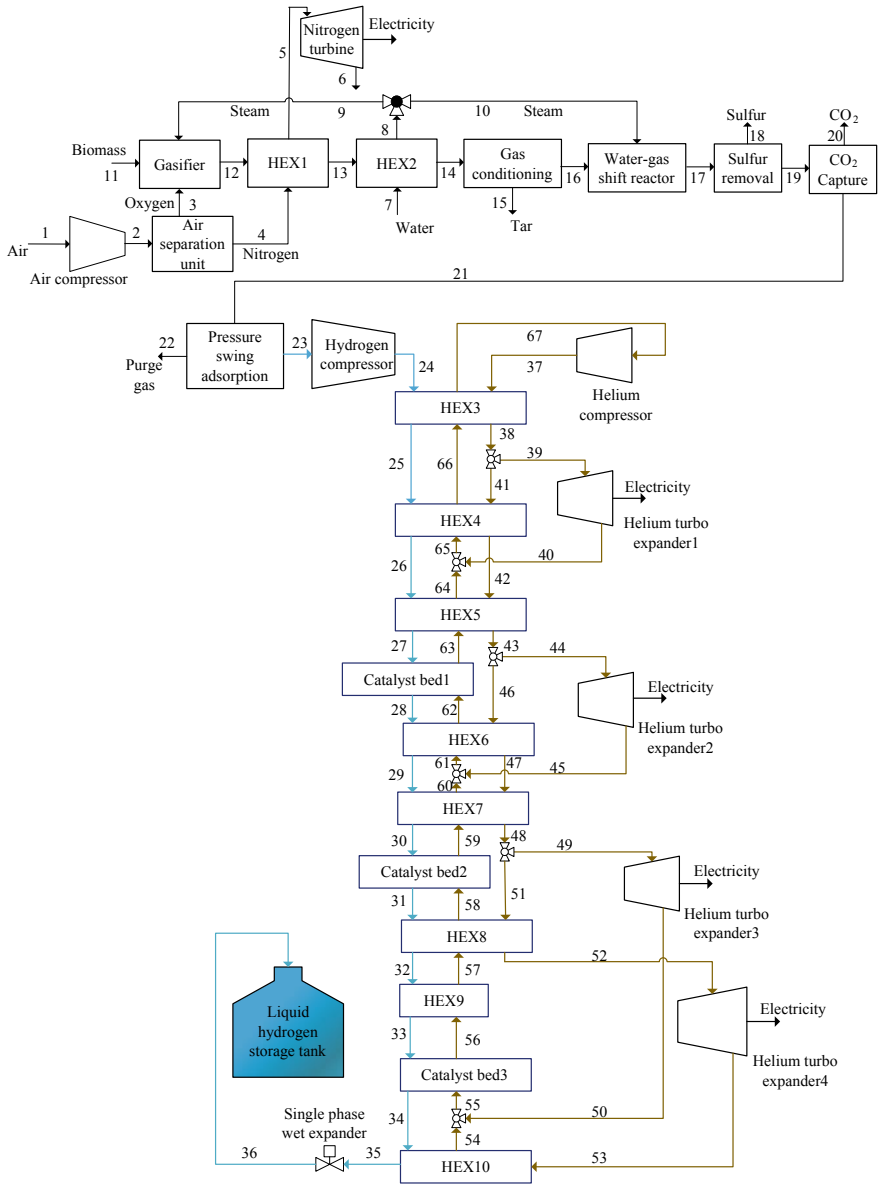 Nitrogen
turbine
Electricity
5
6
Steam
9
10
Steam
8
Sulfur
18
CO2
20
Biomass
11
Gasifier
12
HEX1
13
HEX2
14
Gas
conditioning
16
Water-gas
shift reactor
17
Sulfur
removal
19
CO2
Capture
Oxygen
3
15
Tar
7
Water
Air
1
2
Air
separation
unit
4
Nitrogen
Air compressor
21
22
Purge
gas
Pressure
swing
adsorption
23
Hydrogen
compressor
24
67
37
Helium
compressor
HEX3
25
66
38
39
41
Electricity
Helium turbo
expander1
HEX4
26
65
64
42
40
HEX5
27
63
43
44
46
Electricity
Helium turbo
expander2
Catalyst bed1
28
62
HEX6
29
61
60
47
45
HEX7
30
59
48
49
51
Electricity
Helium turbo
expander3
Catalyst bed2
31
58
HEX8
32
57
52
Electricity
Helium turbo
expander4
HEX9
33
56
Liquid
hydrogen
storage tank
Catalyst bed3
34
55
54
50
Single phase
wet expander
36
35
HEX10
53